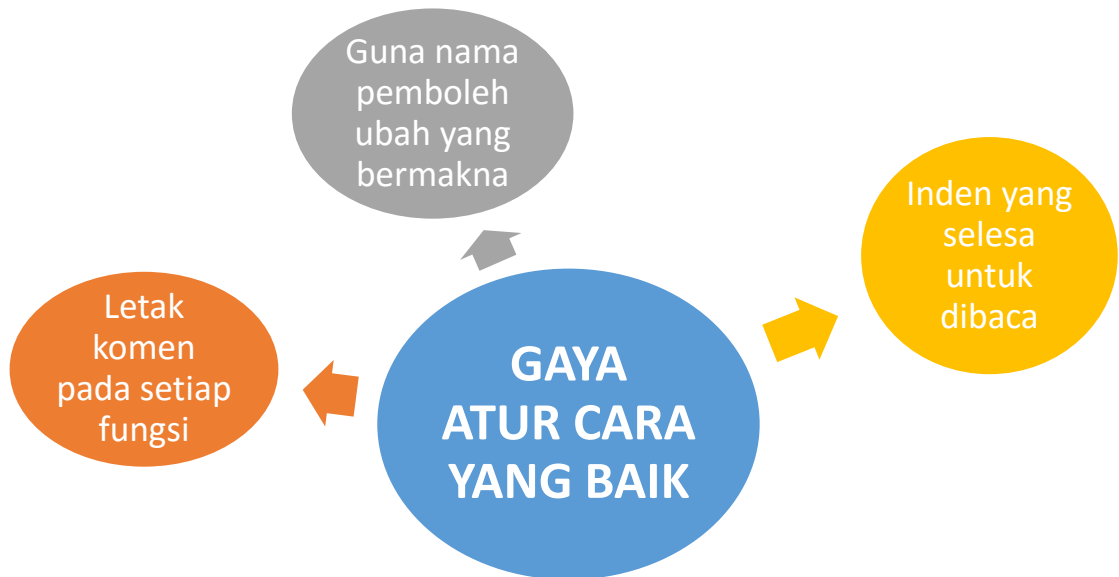 Guna nama
pemboleh
ubah yang
bermakna
Inden yang
selesa
untuk
dibaca
Letak
komen
pada setiap
fungsi
GAYA
ATUR CARA
YANG BAIK